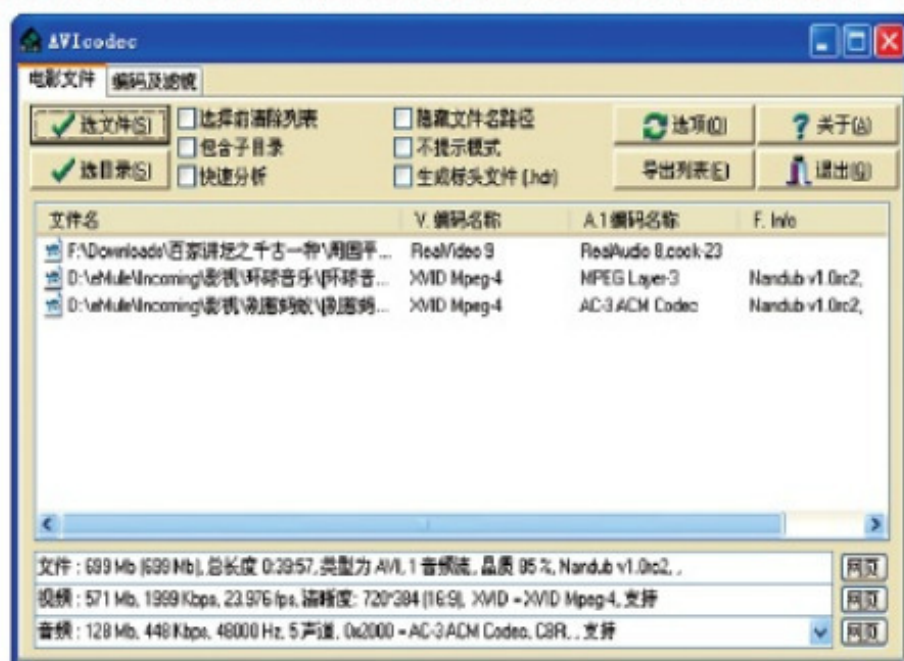 AVIcodec
电影文件 编码及滤镜
选文件(S) 选择前清除列表 隐藏文件名路径 选项(O) 关于(A)
包含子目录 不提示模式
选目录(S) 快速分析 生成标头文件 (.hdr) 导出列表(E) 退出(Q)
文件名 V. 编码名称 A.1 编码名称 F. Info
F:\Downloads\百家讲坛之千古一种\周国平... RealVideo 9 RealAudio 8.cook-23
D:\eMule\Incoming\影视\环球音乐\环球音... XVID Mpeg-4 MPEG Layer-3 Nandub v1.0rc2,
D:\eMule\Incoming\影视\别惹蚂蚁\[别惹蚂... XVID Mpeg-4 AC-3 ACM Codec Nandub v1.0rc2,
文件 : 699 Mb (699 Mb), 总长度 0:39:57, 类型为 AVI, 1 音频流, 品质 85 %, Nandub v1.0rc2, , 网页
视频 : 571 Mb, 1999 Kbps, 23.976 fps, 清晰度: 720*384 (16:9), XVID = XVID Mpeg-4, 支持 网页
音频 : 128 Mb, 448 Kbps, 48000 Hz, 5 声道, 0x2000 = AC-3 ACM Codec, CBR, , 支持 网页